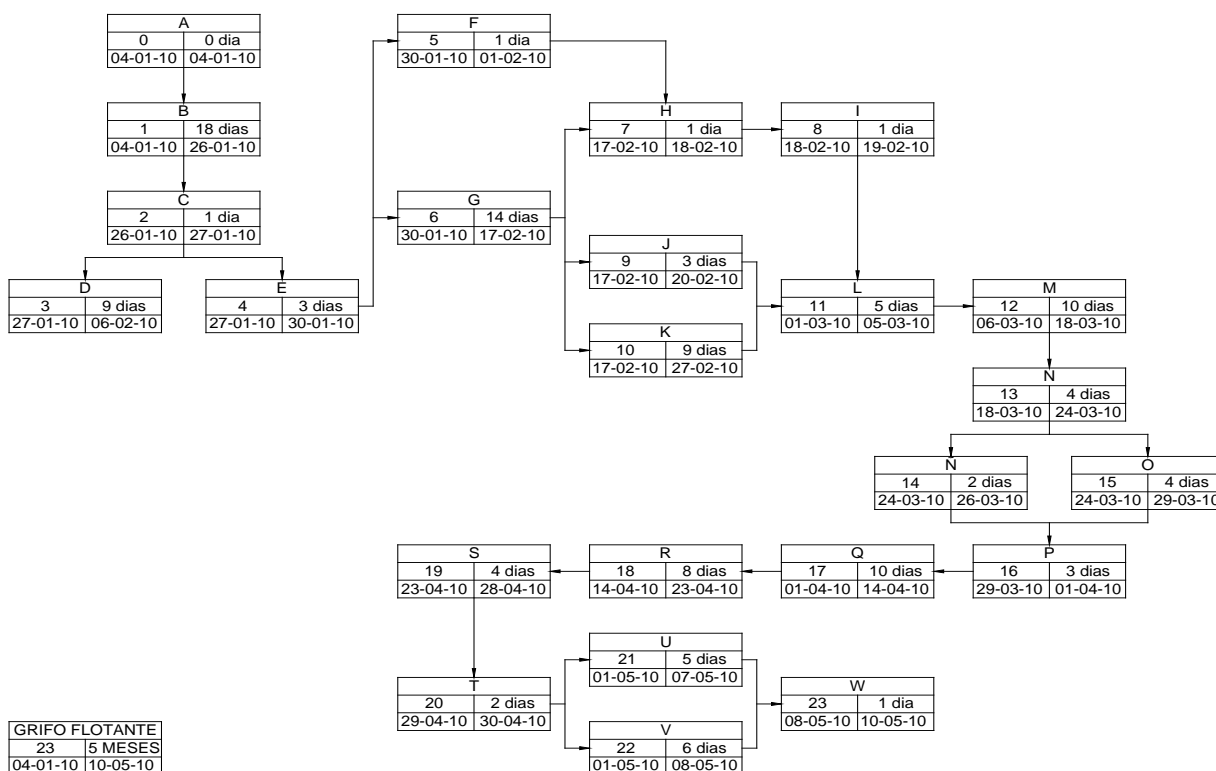 A
0 0 dia
04-01-10 04-01-10
B
1 18 dias
04-01-10 26-01-10
C
2 1 dia
26-01-10 27-01-10
D
3 9 dias
27-01-10 06-02-10
E
4 3 dias
27-01-10 30-01-10
F
5 1 dia
30-01-10 01-02-10
G
6 14 dias
30-01-10 17-02-10
H
7 1 dia
17-02-10 18-02-10
I
8 1 dia
18-02-10 19-02-10
J
9 3 dias
17-02-10 20-02-10
K
10 9 dias
17-02-10 27-02-10
L
11 5 dias
01-03-10 05-03-10
M
12 10 dias
06-03-10 18-03-10
N
13 4 dias
18-03-10 24-03-10
Ñ
14 2 dias
24-03-10 26-03-10
O
15 4 dias
24-03-10 29-03-10
P
16 3 dias
29-03-10 01-04-10
Q
17 10 dias
01-04-10 14-04-10
R
18 8 dias
14-04-10 23-04-10
S
19 4 dias
23-04-10 28-04-10
T
20 2 dias
29-04-10 30-04-10
U
21 5 dias
01-05-10 07-05-10
V
22 6 dias
01-05-10 08-05-10
W
23 1 dia
08-05-10 10-05-10
GRIFO FLOTANTE
23 5 MESES
04-01-10 10-05-10